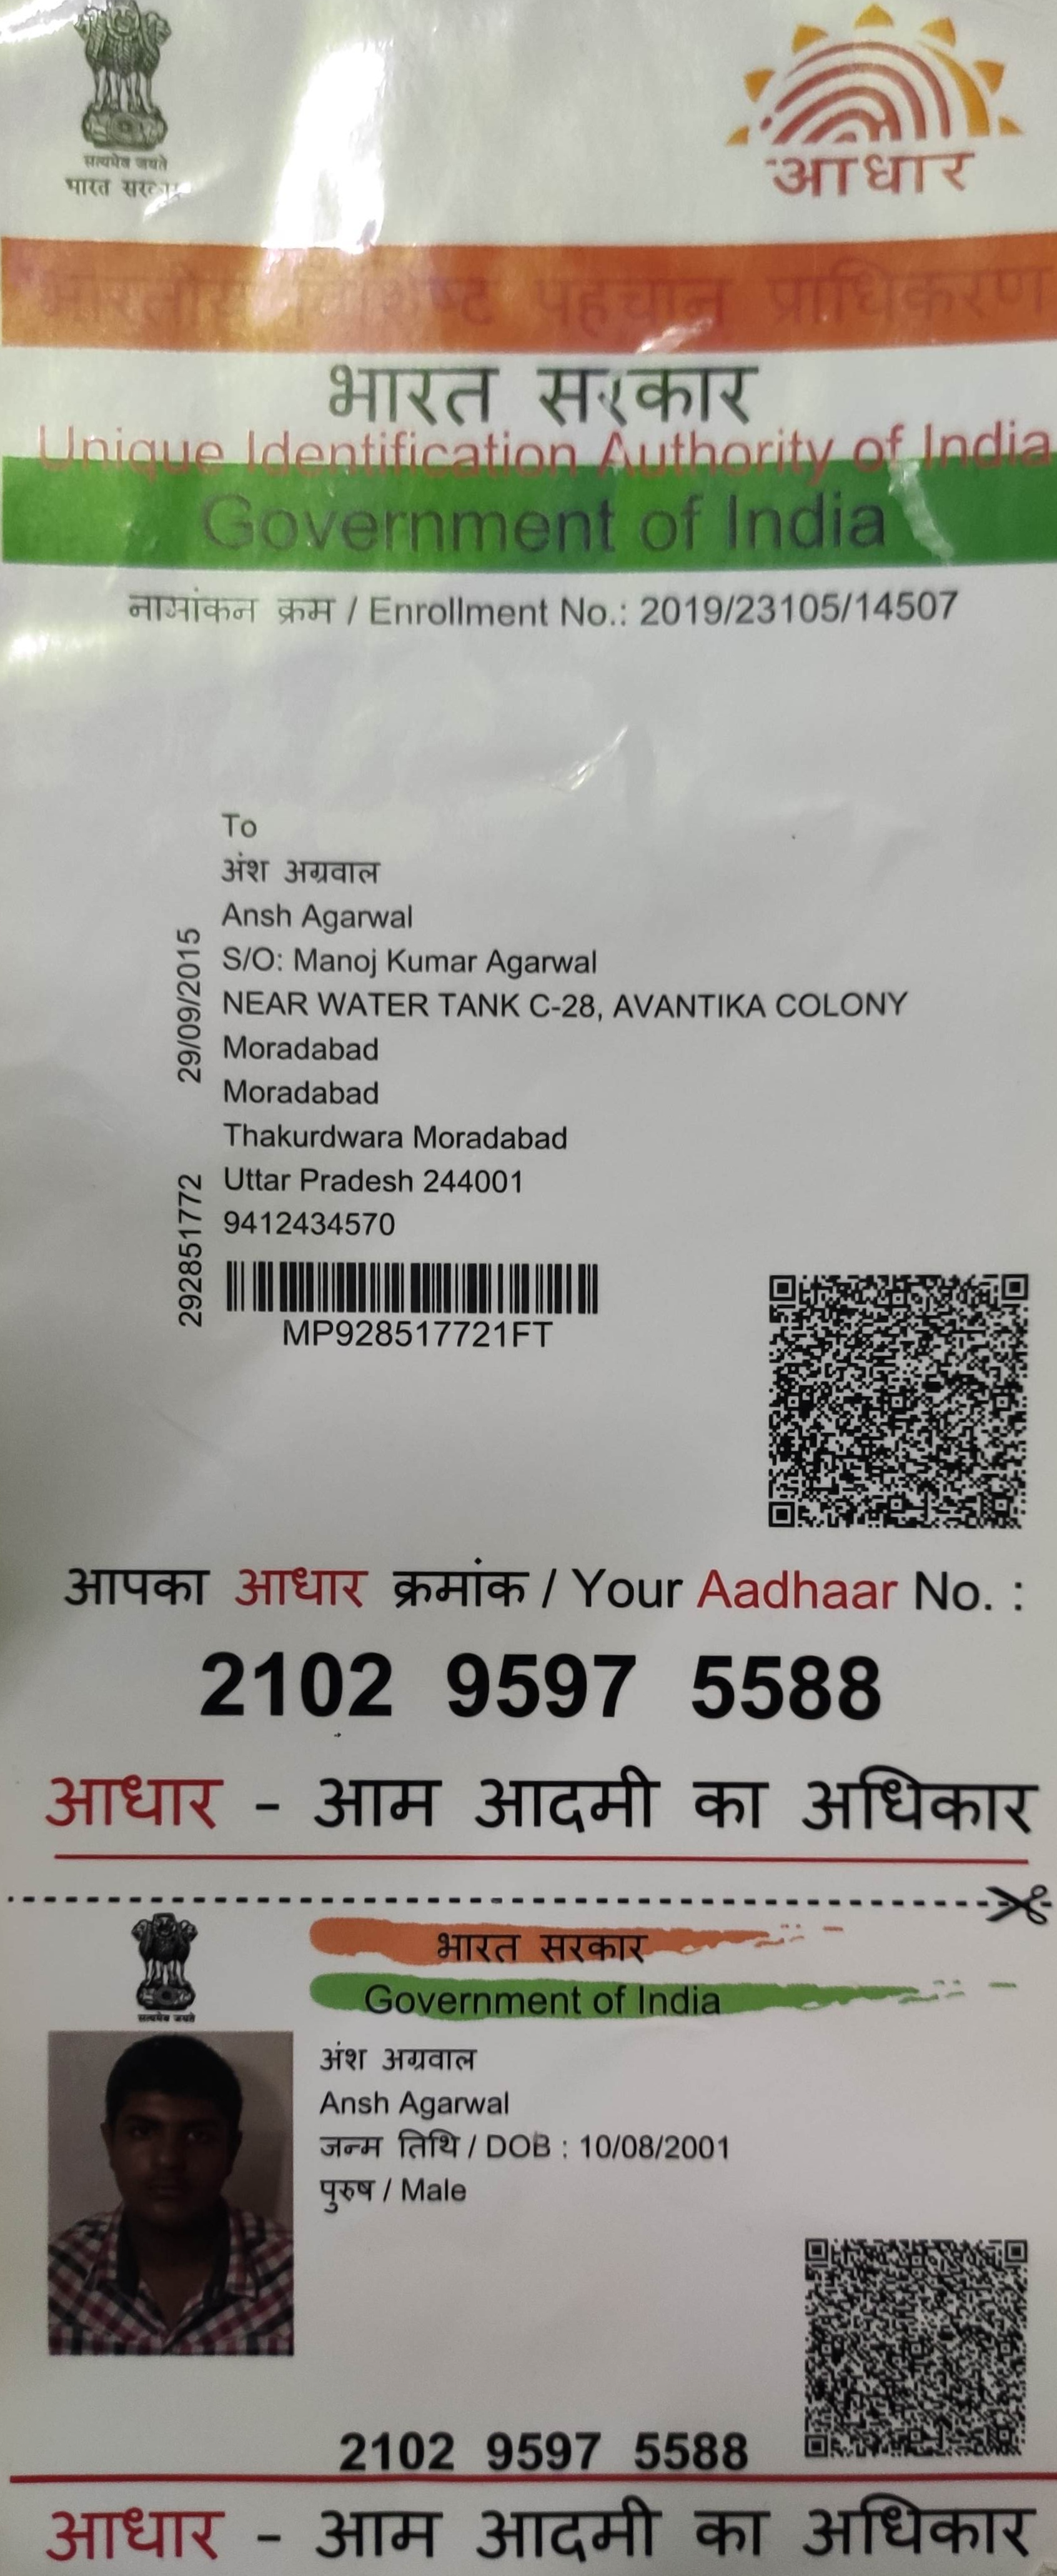 सत्यमेव जयते
भारत सरकार
आधार
भारतीय विशिष्ट पहचान प्राधिकरण
भारत सरकार
Unique Identification Authority of India
Government of India
नामांकन क्रम / Enrollment No.: 2019/23105/14507
To
अंश अग्रवाल
Ansh Agarwal
S/O: Manoj Kumar Agarwal
NEAR WATER TANK C-28, AVANTIKA COLONY
Moradabad
Moradabad
Thakurdwara Moradabad
Uttar Pradesh 244001
9412434570
29/09/2015
292851772
MP928517721FT
आपका आधार क्रमांक / Your Aadhaar No. :
2102 9597 5588
आधार - आम आदमी का अधिकार
सत्यमेव जयते
भारत सरकार
Government of India
अंश अग्रवाल
Ansh Agarwal
जन्म तिथि / DOB : 10/08/2001
पुरुष / Male
2102 9597 5588
आधार - आम आदमी का अधिकार